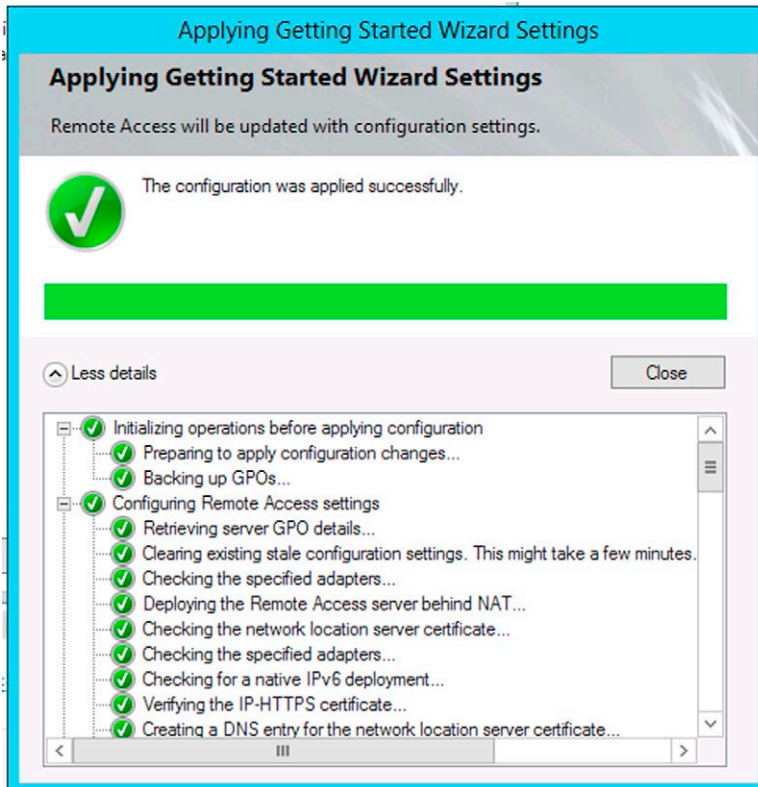 Applying Getting Started Wizard Settings
Applying Getting Started Wizard Settings
Remote Access will be updated with configuration settings.
The configuration was applied successfully.
Less details
Close
Initializing operations before applying configuration
Preparing to apply configuration changes...
Backing up GPOs...
Configuring Remote Access settings
Retrieving server GPO details...
Clearing existing stale configuration settings. This might take a few minutes.
Checking the specified adapters...
Deploying the Remote Access server behind NAT...
Checking the network location server certificate...
Checking the specified adapters...
Checking for a native IPv6 deployment...
Verifying the IP-HTTPS certificate...
Creating a DNS entry for the network location server certificate...